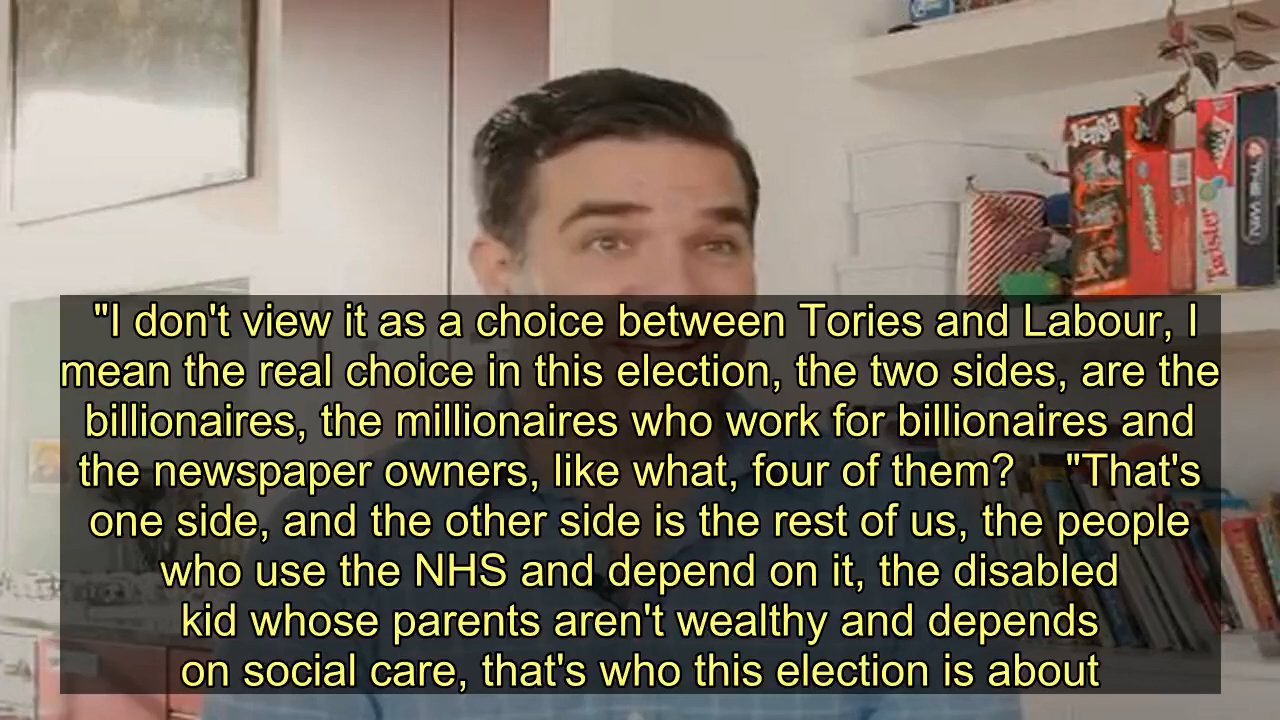 "I don't view it as a choice between Tories and Labour, I
mean the real choice in this election, the two sides, are the
billionaires, the millionaires who work for billionaires and
the newspaper owners, like what, four of them? "That's
one side, and the other side is the rest of us, the people
who use the NHS and depend on it, the disabled
kid whose parents aren't wealthy and depends
on social care, that's who this election is about
Jenga
Twister